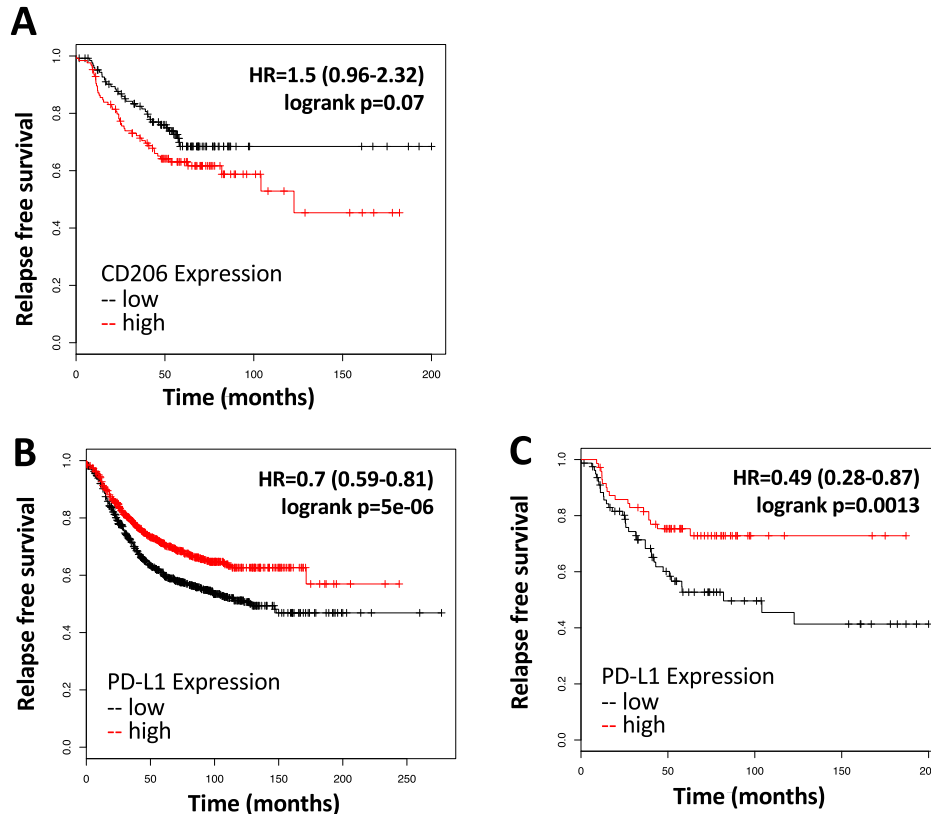 A
Relapse free survival
1.0
0.8
0.6
0.4
0.2
0.0
HR=1.5 (0.96-2.32)
logrank p=0.07
CD206 Expression
-- low
-- high
0 50 100 150 200
Time (months)
B
Relapse free survival
1.0
0.8
0.6
0.4
0.2
0.0
HR=0.7 (0.59-0.81)
logrank p=5e-06
PD-L1 Expression
-- low
-- high
0 50 100 150 200 250
Time (months)
C
Relapse free survival
1.0
0.8
0.6
0.4
0.2
0.0
HR=0.49 (0.28-0.87)
logrank p=0.0013
PD-L1 Expression
-- low
-- high
0 50 100 150 200
Time (months)